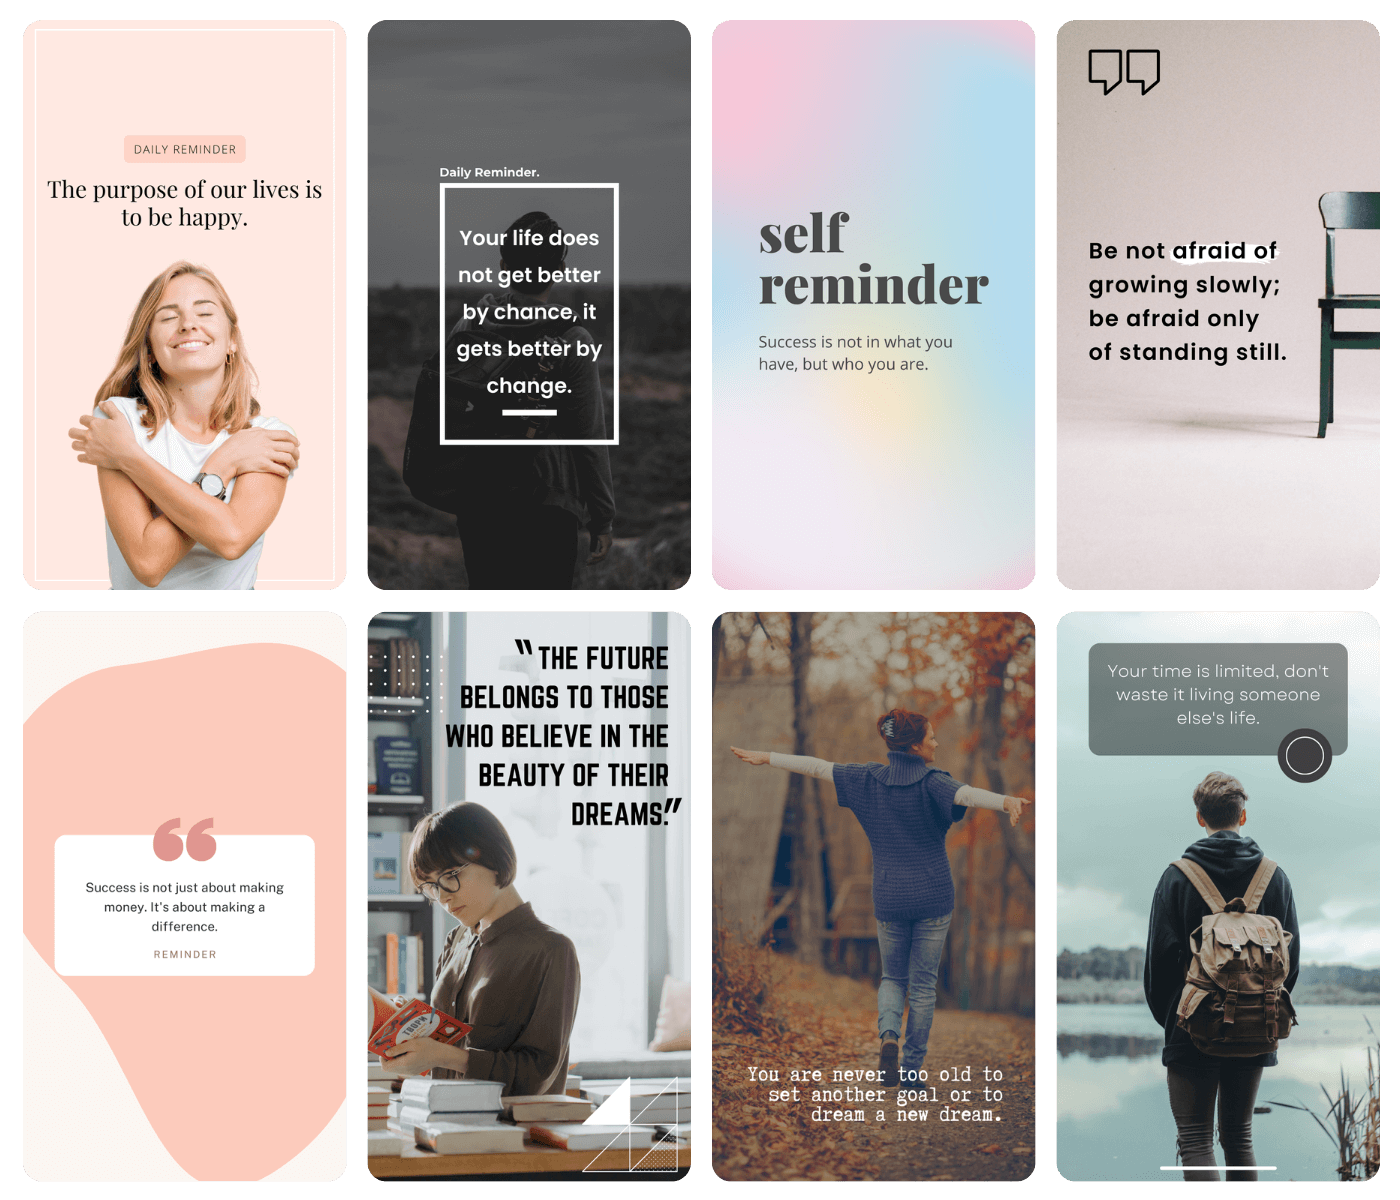 DAILY REMINDER
The purpose of our lives is
to be happy.
Daily Reminder.
Your life does
not get better
by chance, it
gets better by
change.
self
reminder
Success is not in what you
have, but who you are.
Be not afraid of
growing slowly;
be afraid only
of standing still.
Success is not just about making
money. It's about making a
difference.
REMINDER
"THE FUTURE
BELONGS TO THOSE
WHO BELIEVE IN THE
BEAUTY OF THEIR
DREAMS."
You are never too old to
set another goal or to
dream a new dream.
Your time is limited, don't
waste it living someone
else's life.